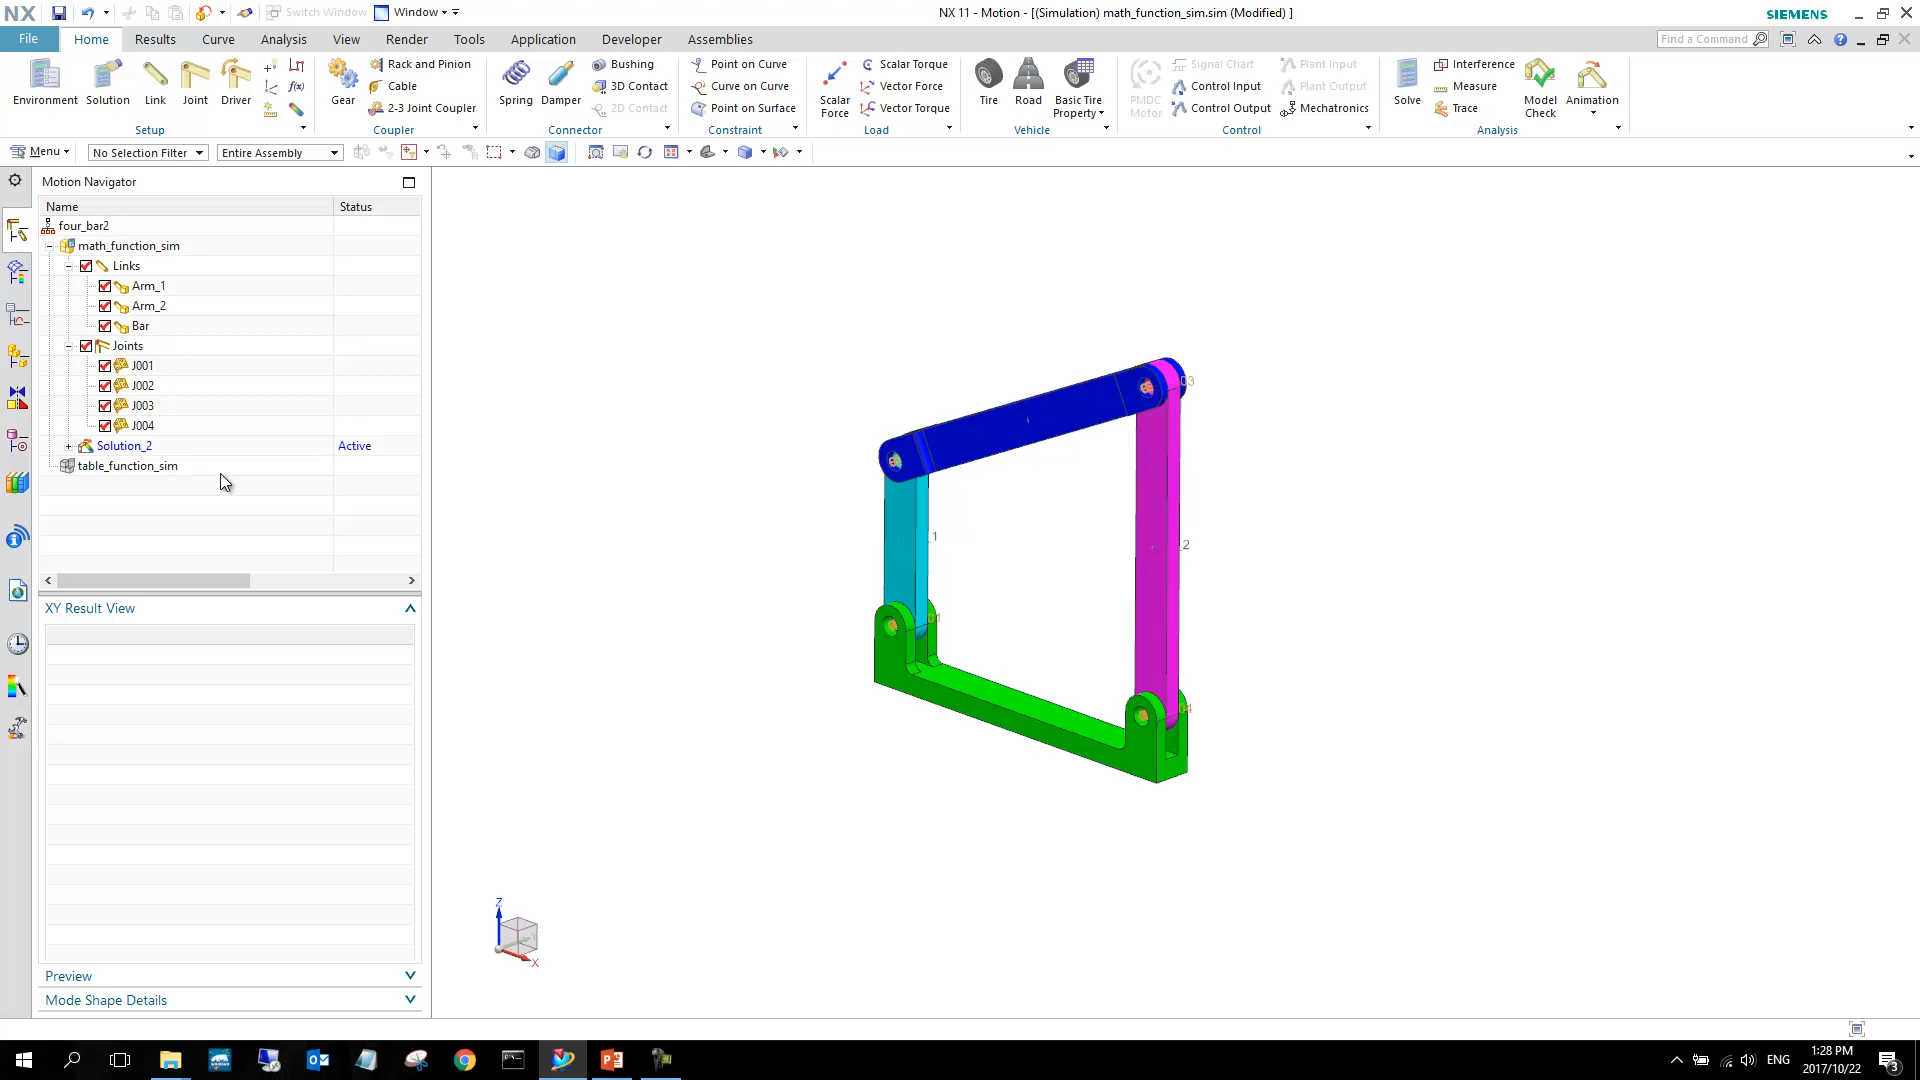 NX
Switch Window
Window
NX 11 - Motion - [(Simulation) math_function_sim.sim (Modified) ]
SIEMENS
File
Home
Results
Curve
Analysis
View
Render
Tools
Application
Developer
Assemblies
Find a Command
Environment
Solution
Link
Joint
Driver
Setup
Gear
Rack and Pinion
Cable
2-3 Joint Coupler
Coupler
Spring
Damper
Bushing
3D Contact
2D Contact
Connector
Point on Curve
Curve on Curve
Point on Surface
Constraint
Scalar
Force
Scalar Torque
Vector Force
Vector Torque
Load
Tire
Road
Basic Tire
Property
Vehicle
PMDC
Motor
Signal Chart
Control Input
Control Output
Plant Input
Plant Output
Mechatronics
Control
Solve
Interference
Measure
Trace
Model
Check
Animation
Analysis
Menu
No Selection Filter
Entire Assembly
Motion Navigator
Name
Status
four_bar2
math_function_sim
Links
Arm_1
Arm_2
Bar
Joints
J001
J002
J003
J004
Solution_2
Active
table_function_sim
XY Result View
Preview
Mode Shape Details
03
_1
_2
01
04
Z
Y
X
ENG
1:28 PM
2017/10/22
3